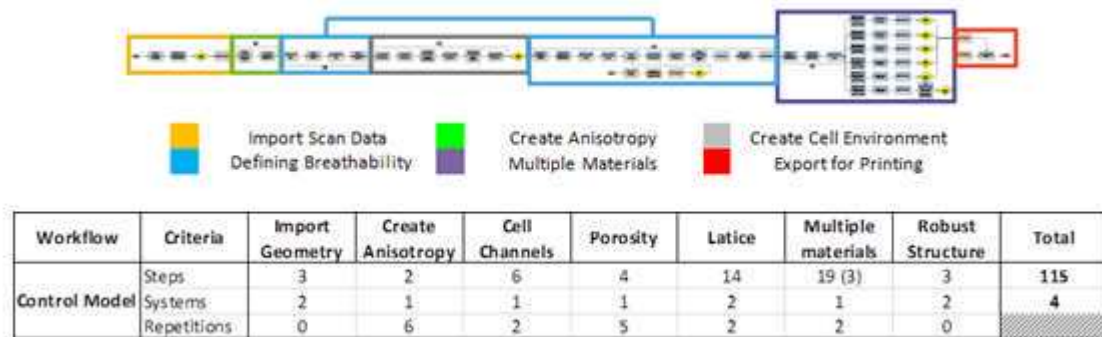 Import Scan Data Create Anisotropy Create Cell Environment
Defining Breathability Multiple Materials Export for Printing
Workflow Criteria Import Geometry Create Anisotropy Cell Channels Porosity Latice Multiple materials Robust Structure Total
Control Model Steps 3 2 6 4 14 19 (3) 3 115
Systems 2 1 1 1 2 1 2 4
Repetitions 0 6 2 5 2 2 0